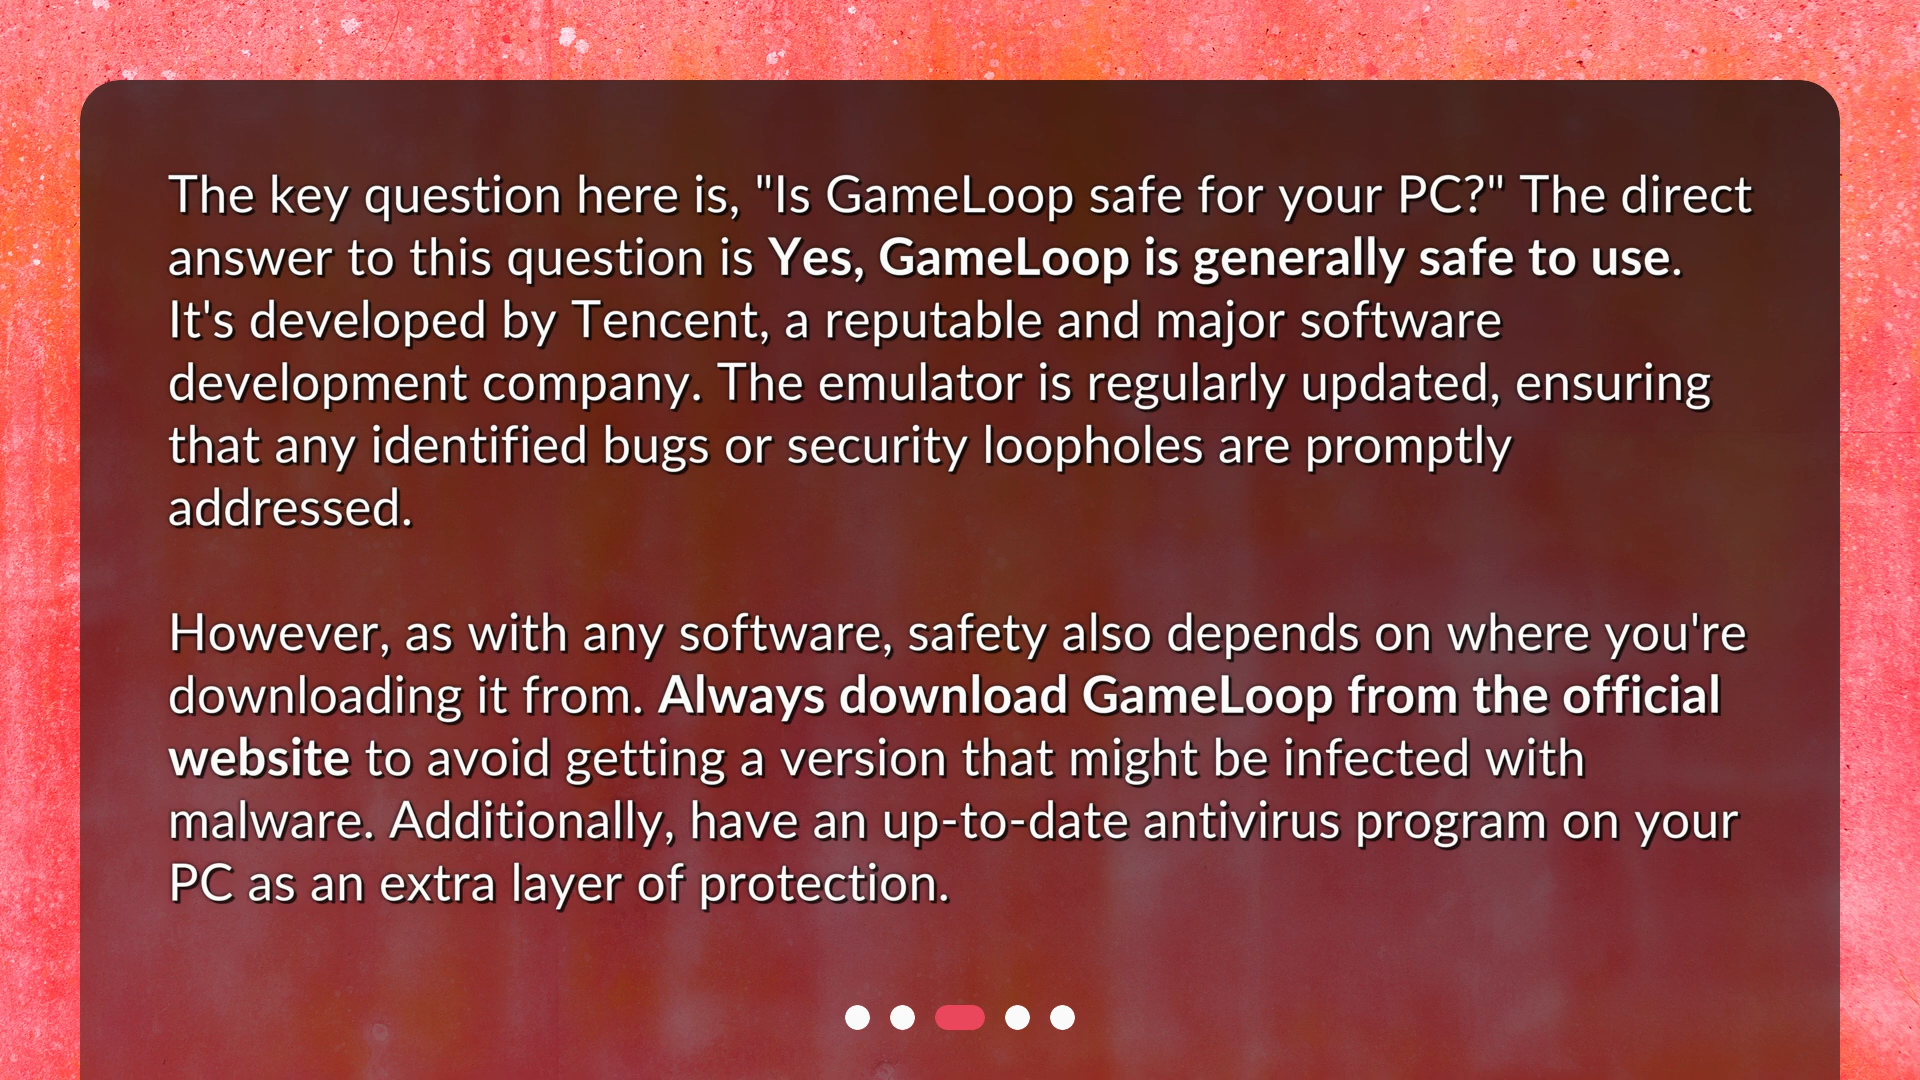 The key question here is, "Is GameLoop safe for your PC?" The direct
answer to this question is Yes, GameLoop is generally safe to use.
It's developed by Tencent, a reputable and major software
development company. The emulator is regularly updated, ensuring
that any identified bugs or security loopholes are promptly
addressed.
However, as with any software, safety also depends on where you're
downloading it from. Always download GameLoop from the official
website to avoid getting a version that might be infected with
malware. Additionally, have an up-to-date antivirus program on your
PC as an extra layer of protection.